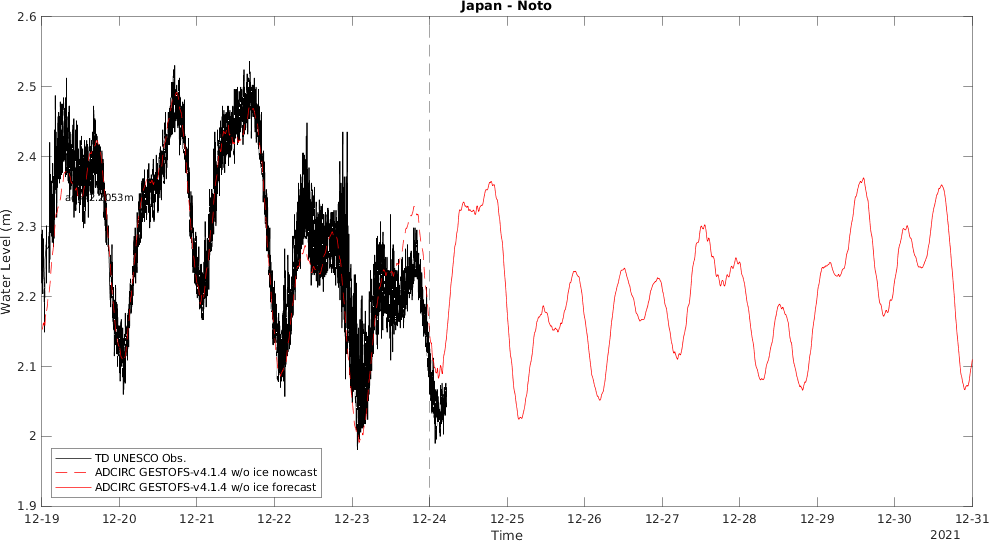 Japan - Noto
2.6
2.5
2.4
2.3
2.2
2.1
2
1.9
Water Level (m)
TD UNESCO Obs.
ADCIRC GESTOFS-v4.1.4 w/o ice nowcast
ADCIRC GESTOFS-v4.1.4 w/o ice forecast
12-19 12-20 12-21 12-22 12-23 12-24 12-25 12-26 12-27 12-28 12-29 12-30 12-31
Time
2021